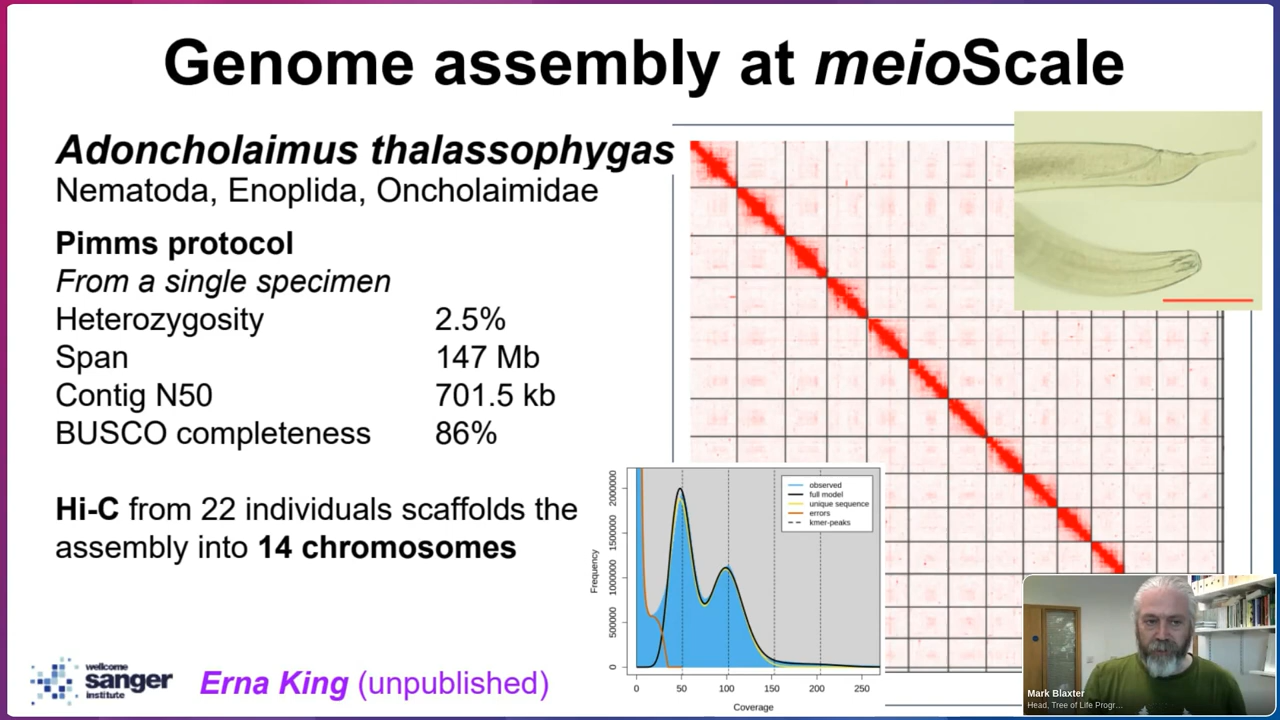 Genome assembly at meioScale
Adoncholaimus thalassophygas
Nematoda, Enoplida, Oncholaimidae
Pimms protocol
From a single specimen
Heterozygosity 2.5%
Span 147 Mb
Contig N50 701.5 kb
BUSCO completeness 86%
Hi-C from 22 individuals scaffolds the
assembly into 14 chromosomes
wellcome
sanger
institute
Erna King (unpublished)
observed
full model
unique sequence
errors
kmer-peaks
Frequency
0
500000
1000000
1500000
2000000
0 50 100 150 200 250
Coverage
Mark Blaxter
Head, Tree of Life Progr...